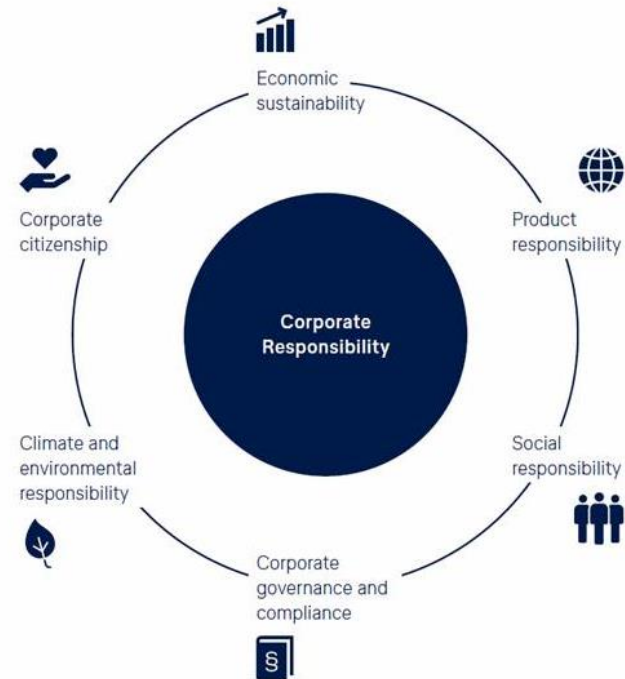 Economic
sustainability
Corporate
citizenship
Product
responsibility
Corporate
Responsibility
Climate and
environmental
responsibility
Social
responsibility
Corporate
governance and
compliance
§